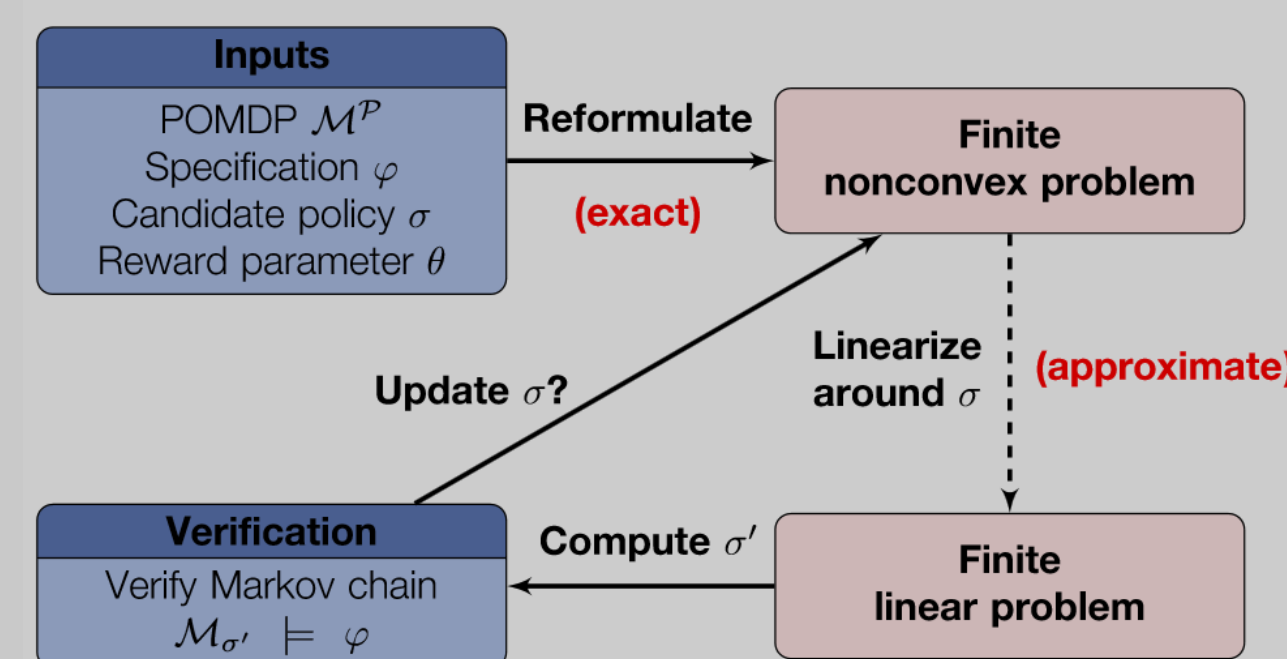 Inputs
POMDP ℳ^𝒫
Specification φ
Candidate policy σ
Reward parameter θ
Reformulate
(exact)
Finite
nonconvex problem
Linearize
around σ
(approximate)
Update σ?
Verification
Verify Markov chain
ℳ_σ′ ⊨ φ
Compute σ′
Finite
linear problem